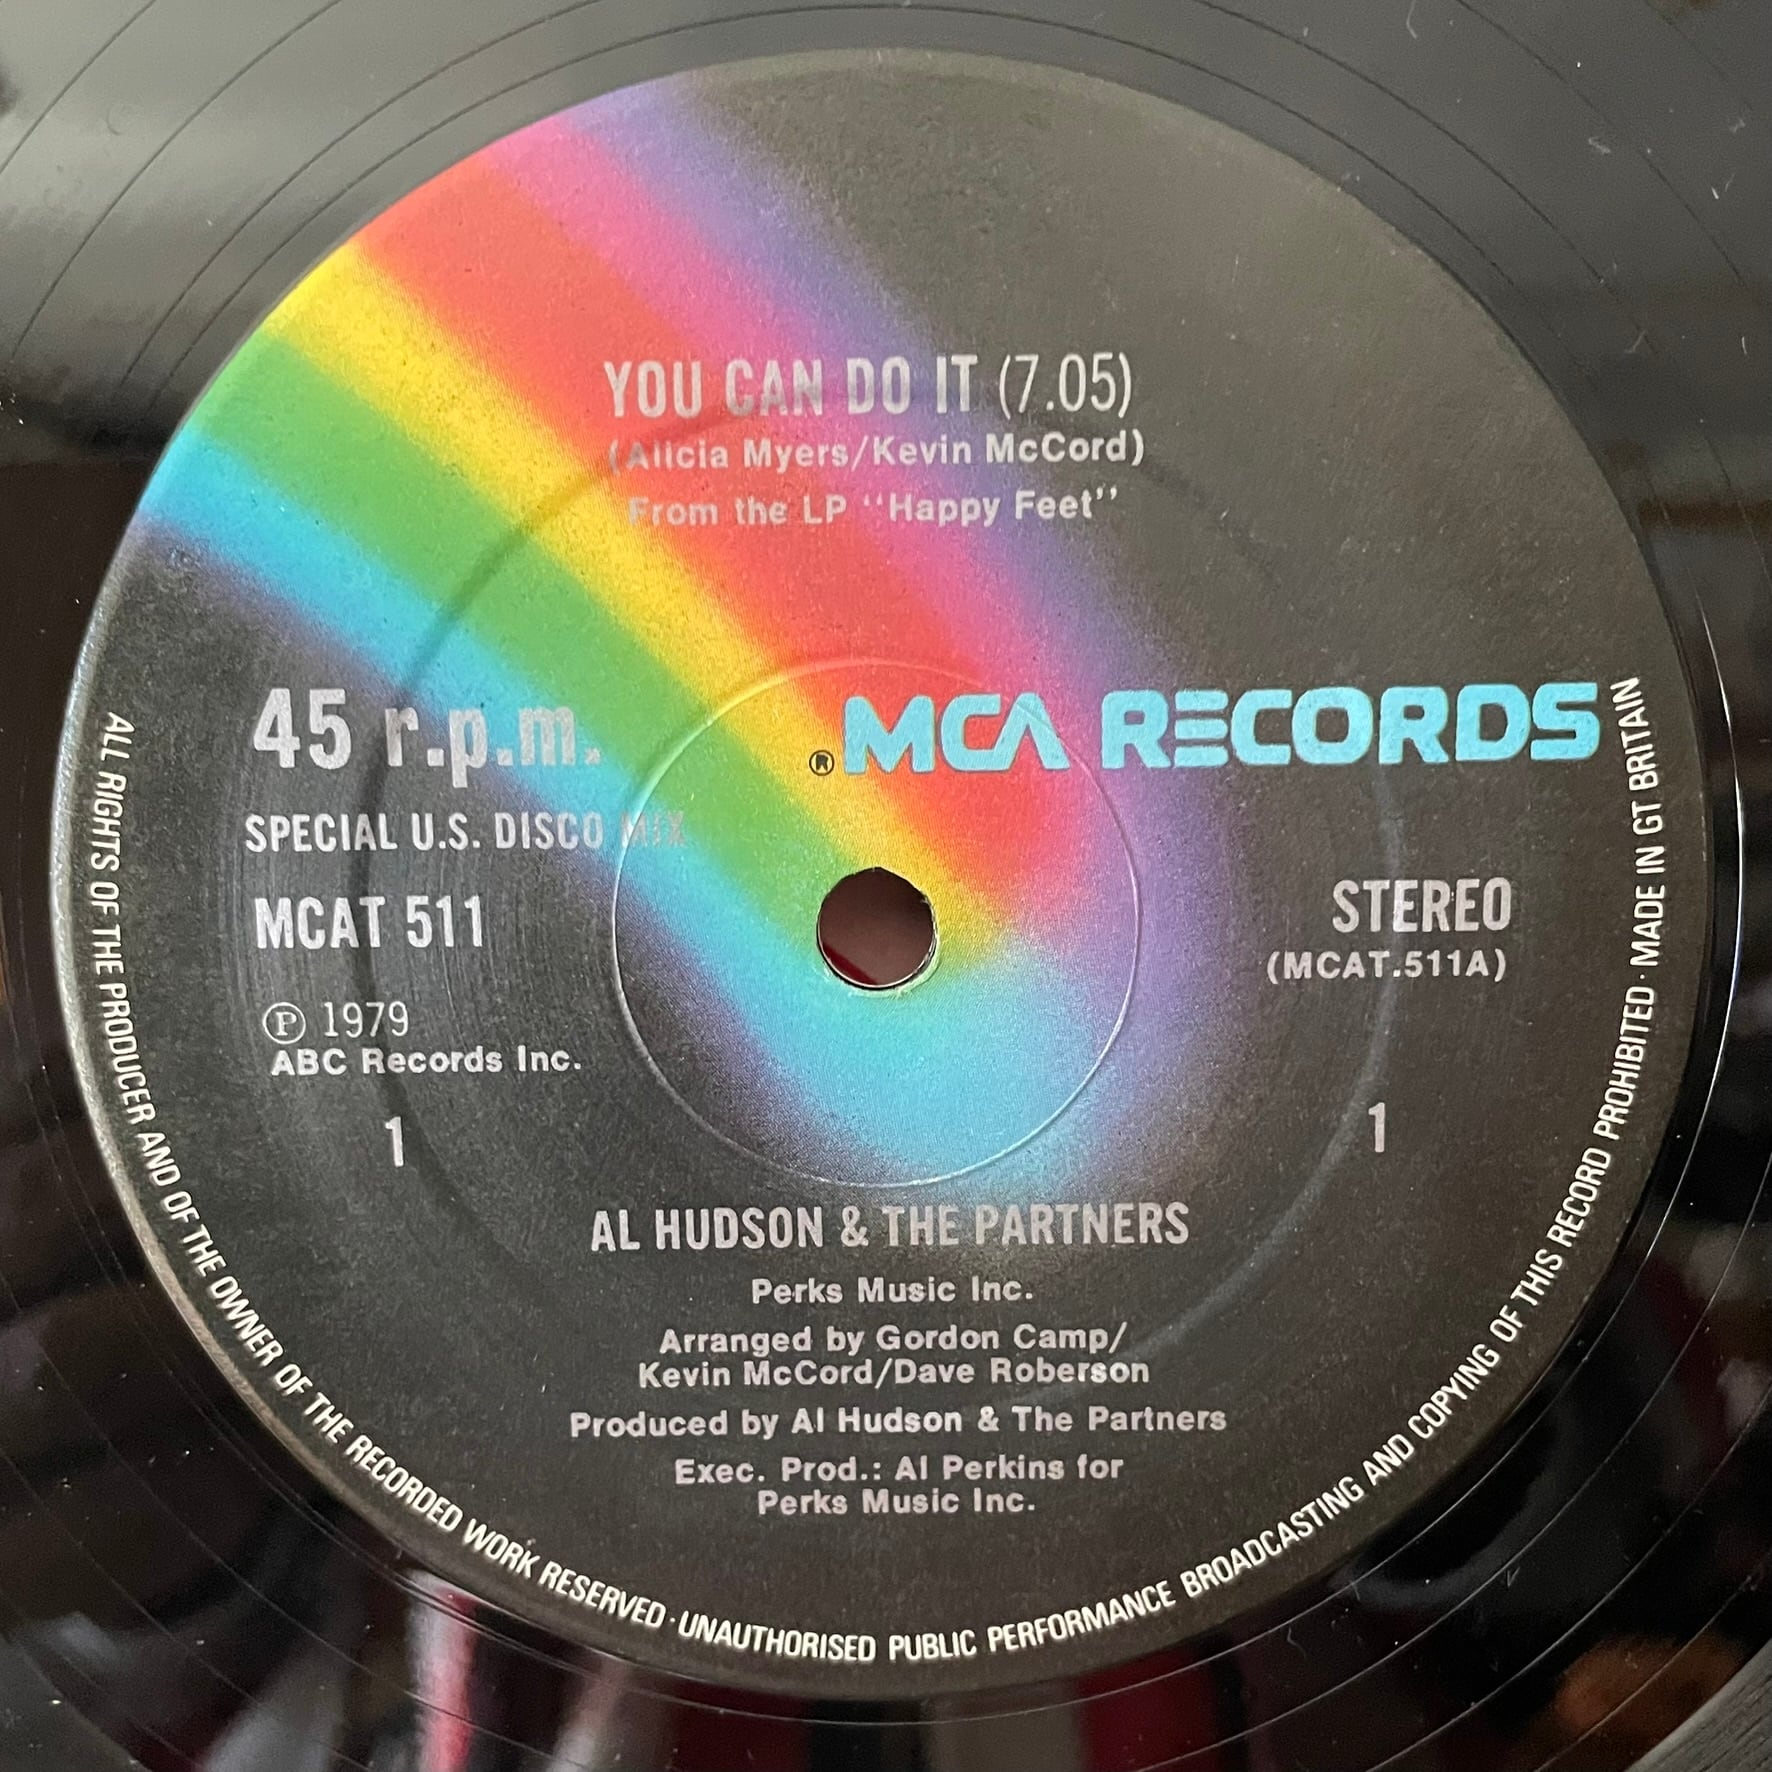 YOU CAN DO IT (7.05)
(Alicia Myers/Kevin McCord)
From the LP "Happy Feet"
45 r.p.m.
® MCA RECORDS
SPECIAL U.S. DISCO MIX
MCAT 511
STEREO
(MCAT.511A)
℗ 1979
ABC Records Inc.
1
1
AL HUDSON & THE PARTNERS
Perks Music Inc.
Arranged by Gordon Camp/
Kevin McCord/Dave Roberson
Produced by Al Hudson & The Partners
Exec. Prod.: Al Perkins for
Perks Music Inc.
ALL RIGHTS OF THE PRODUCER AND OF THE OWNER OF THE RECORDED WORK RESERVED · UNAUTHORISED PUBLIC PERFORMANCE BROADCASTING AND COPYING OF THIS RECORD PROHIBITED · MADE IN GT BRITAIN